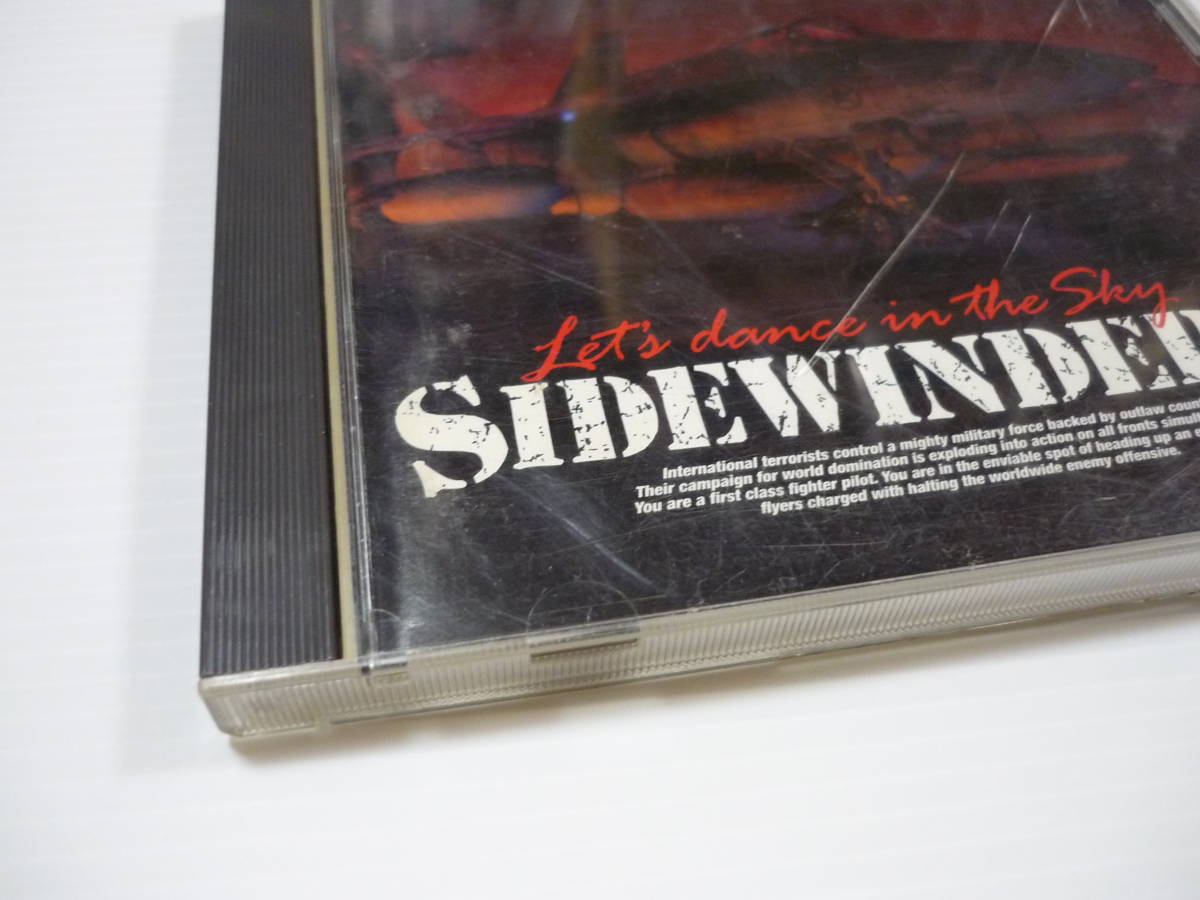 Let's dance in the Sky
SIDEWINDER
International terrorists control a mighty military force backed by outlaw
Their campaign for world domination is exploding into action on all fronts
You are a first class fighter pilot. You are in the enviable spot of heading up an
flyers charged with halting the worldwide enemy offensive.